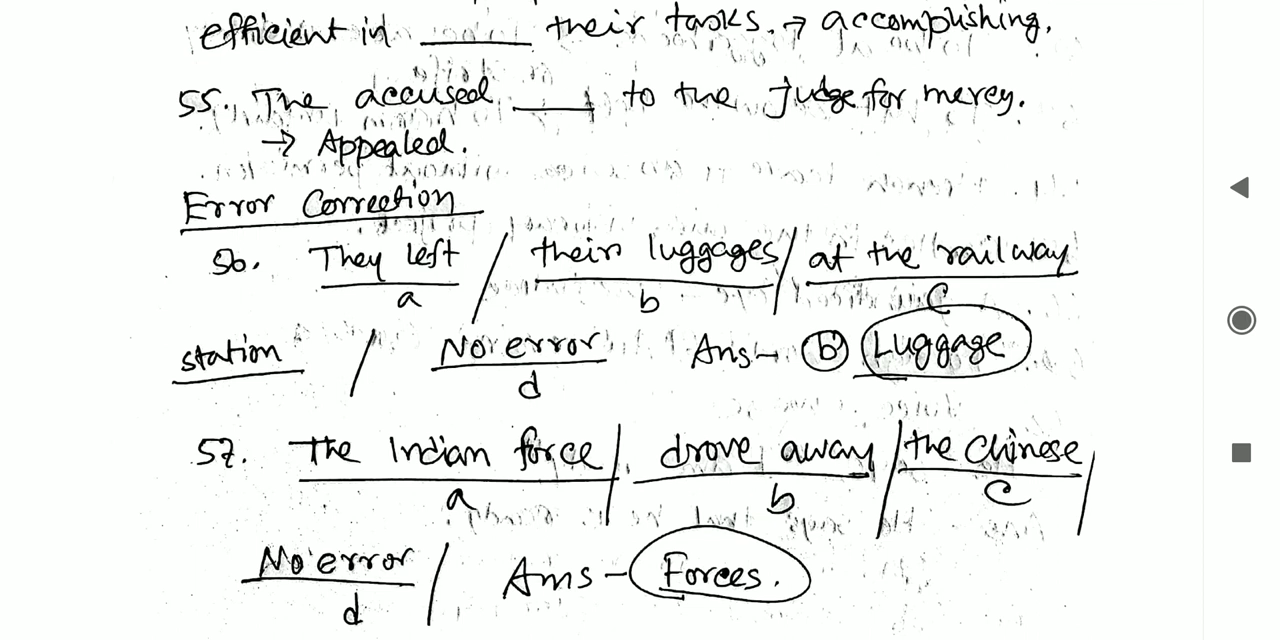 efficient in ______ their tasks. → accomplishing.
55. The accused ____ to the judge for mercy.
→ Appealed.
Error Correction
56. They left / their luggages / at the railway
a b c
station / No error Ans - (b) Luggage
d
57. The Indian force / drove away / the Chinese /
a b c
No error / Ans - Forces.
d